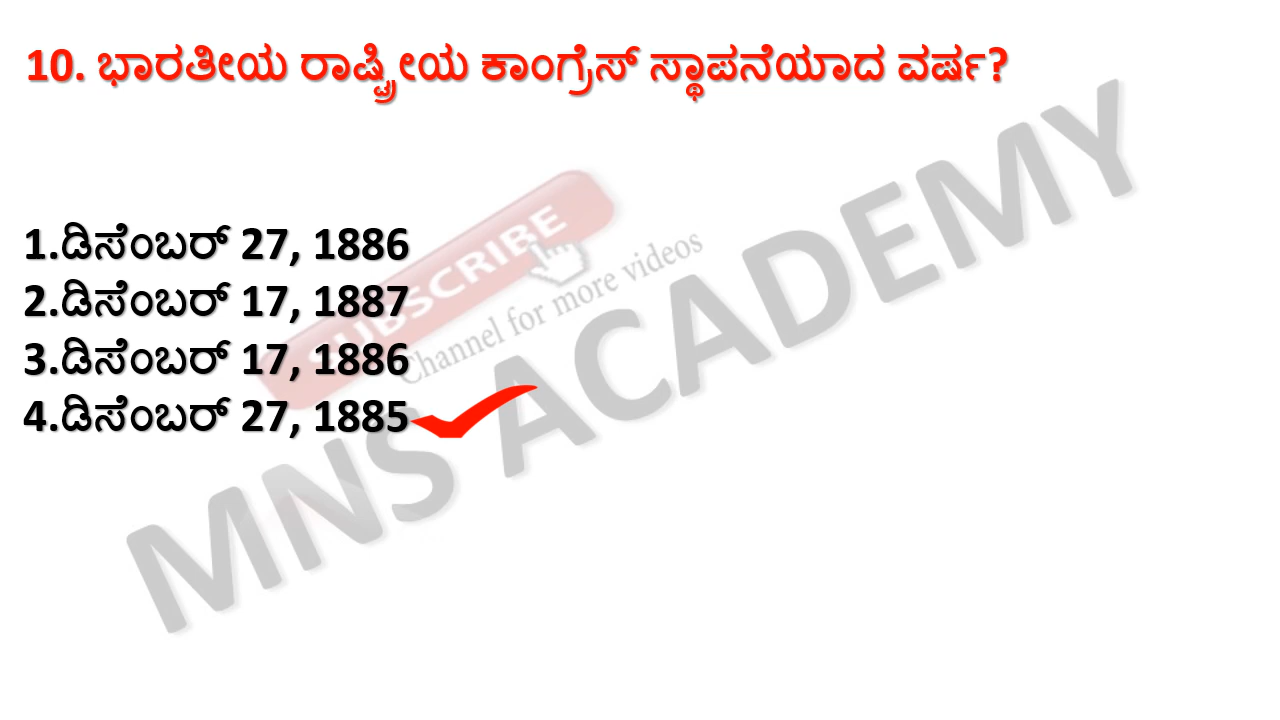 10. ಭಾರತೀಯ ರಾಷ್ಟ್ರೀಯ ಕಾಂಗ್ರೆಸ್ ಸ್ಥಾಪನೆಯಾದ ವರ್ಷ?
1.ಡಿಸೆಂಬರ್ 27, 1886
2.ಡಿಸೆಂಬರ್ 17, 1887
3.ಡಿಸೆಂಬರ್ 17, 1886
4.ಡಿಸೆಂಬರ್ 27, 1885
SUBSCRIBE
Channel for more videos
MNS ACADEMY